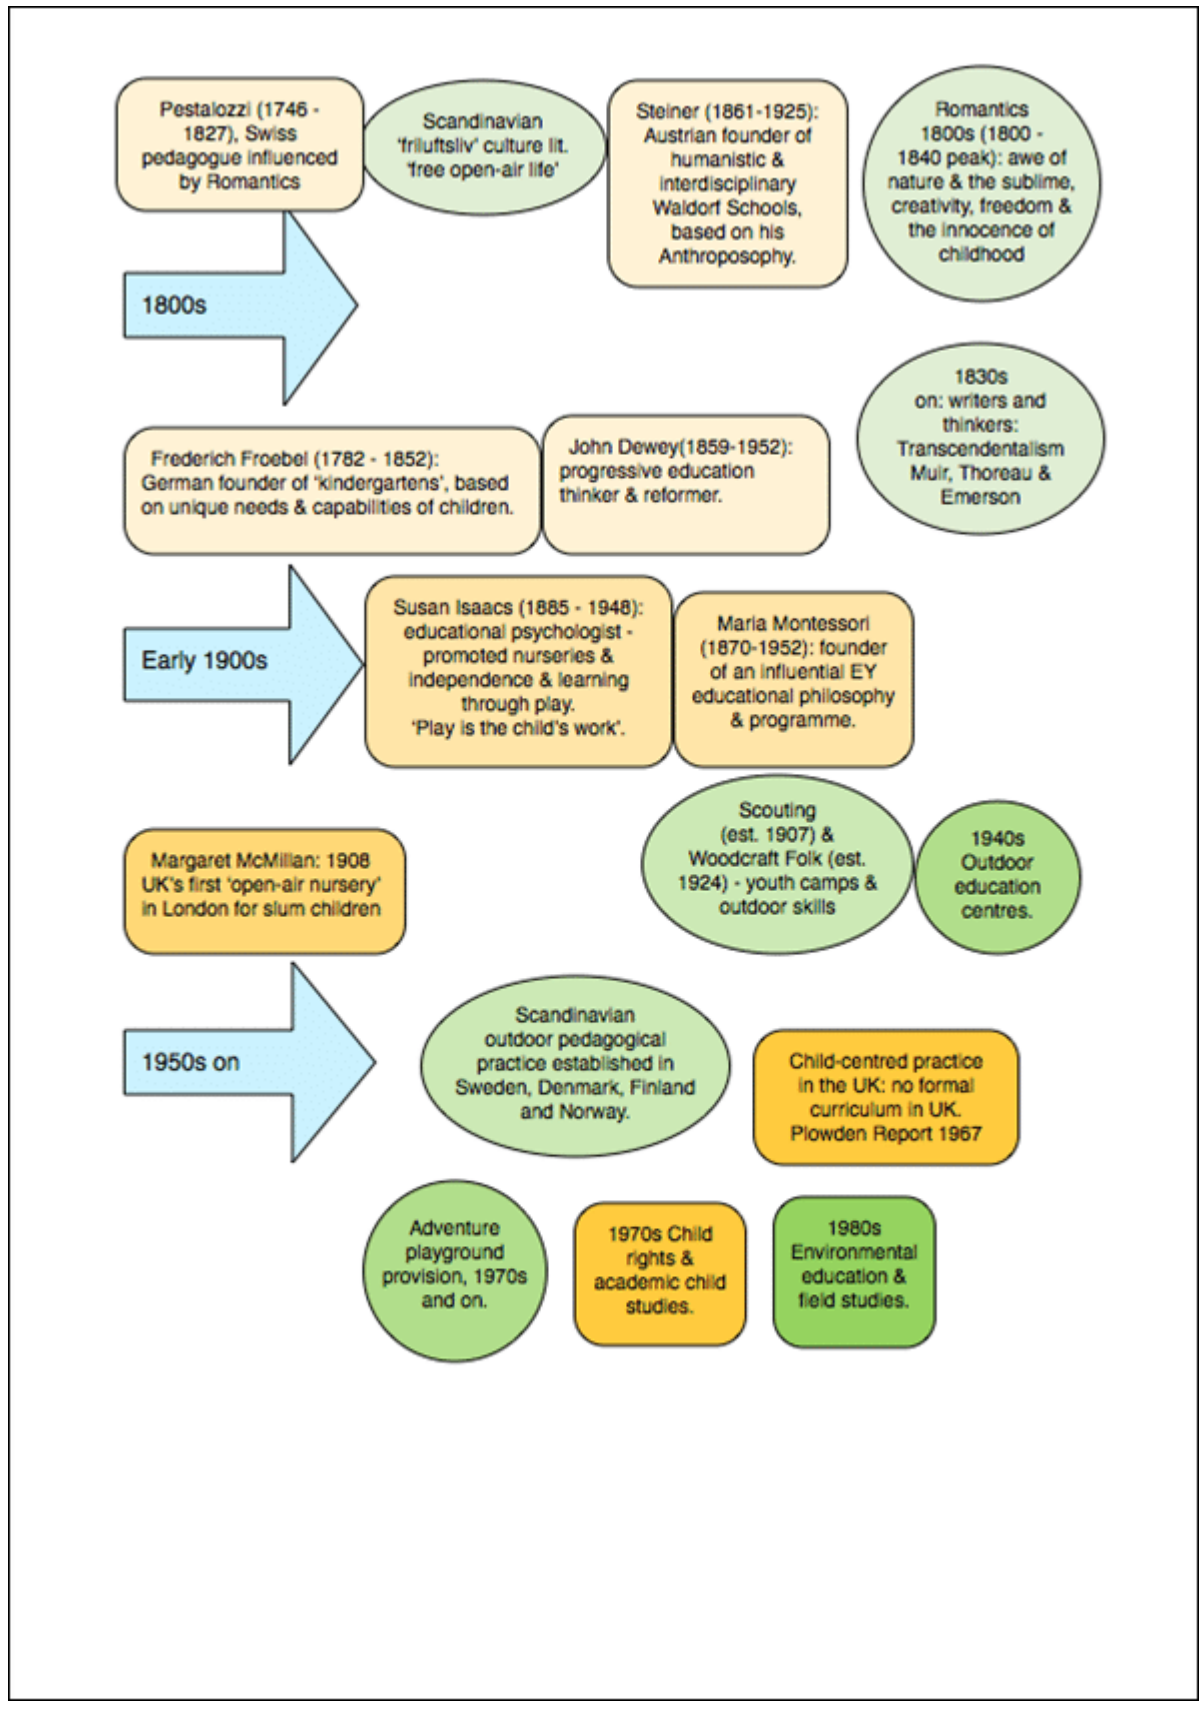 Pestalozzi (1746 -
1827), Swiss
pedagogue influenced
by Romantics
Scandinavian
'friluftsliv' culture lit.
'free open-air life'
Steiner (1861-1925):
Austrian founder of
humanistic &
interdisciplinary
Waldorf Schools,
based on his
Anthroposophy.
Romantics
1800s (1800 -
1840 peak): awe of
nature & the sublime,
creativity, freedom &
the innocence of
childhood
1800s
1830s
on: writers and
thinkers:
Transcendentalism
Muir, Thoreau &
Emerson
Frederich Froebel (1782 - 1852):
German founder of 'kindergartens', based
on unique needs & capabilities of children.
John Dewey(1859-1952):
progressive education
thinker & reformer.
Early 1900s
Susan Isaacs (1885 - 1948):
educational psychologist -
promoted nurseries &
independence & learning
through play.
'Play is the child's work'.
Maria Montessori
(1870-1952): founder
of an influential EY
educational philosophy
& programme.
Scouting
(est. 1907) &
Woodcraft Folk (est.
1924) - youth camps &
outdoor skills
1940s
Outdoor
education
centres.
Margaret McMillan: 1908
UK's first 'open-air nursery'
in London for slum children
1950s on
Scandinavian
outdoor pedagogical
practice established in
Sweden, Denmark, Finland
and Norway.
Child-centred practice
in the UK: no formal
curriculum in UK.
Plowden Report 1967
Adventure
playground
provision, 1970s
and on.
1970s Child
rights &
academic child
studies.
1980s
Environmental
education &
field studies.